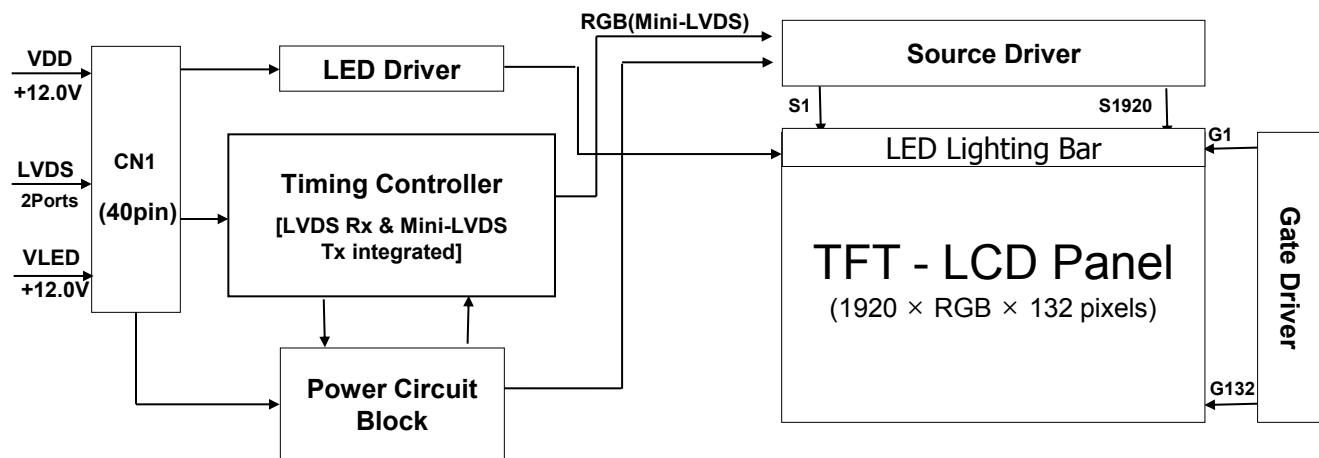 RGB(Mini-LVDS)
VDD
+12.0V
LVDS
2Ports
VLED
+12.0V
CN1
(40pin)
LED Driver
Timing Controller
[LVDS Rx & Mini-LVDS
Tx integrated]
Power Circuit
Block
Source Driver
S1
S1920
LED Lighting Bar
G1
TFT - LCD Panel
(1920 × RGB × 132 pixels)
G132
Gate Driver